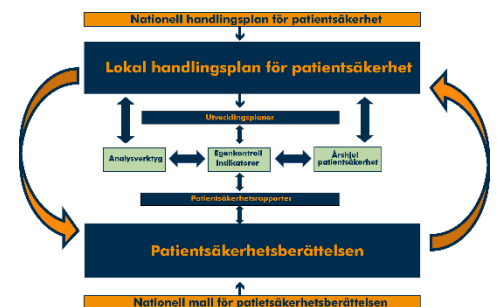 Nationell handlingsplan för patientsäkerhet
Lokal handlingsplan för patientsäkerhet
Utvecklingsplaner
Analysverktyg
Egenkontroll
Indikatorer
Årshjul
patientsäkerhet
Patientsäkerhetsrapporter
Patientsäkerhetsberättelsen
Nationell mall för patietsäkerhetsberättelsen